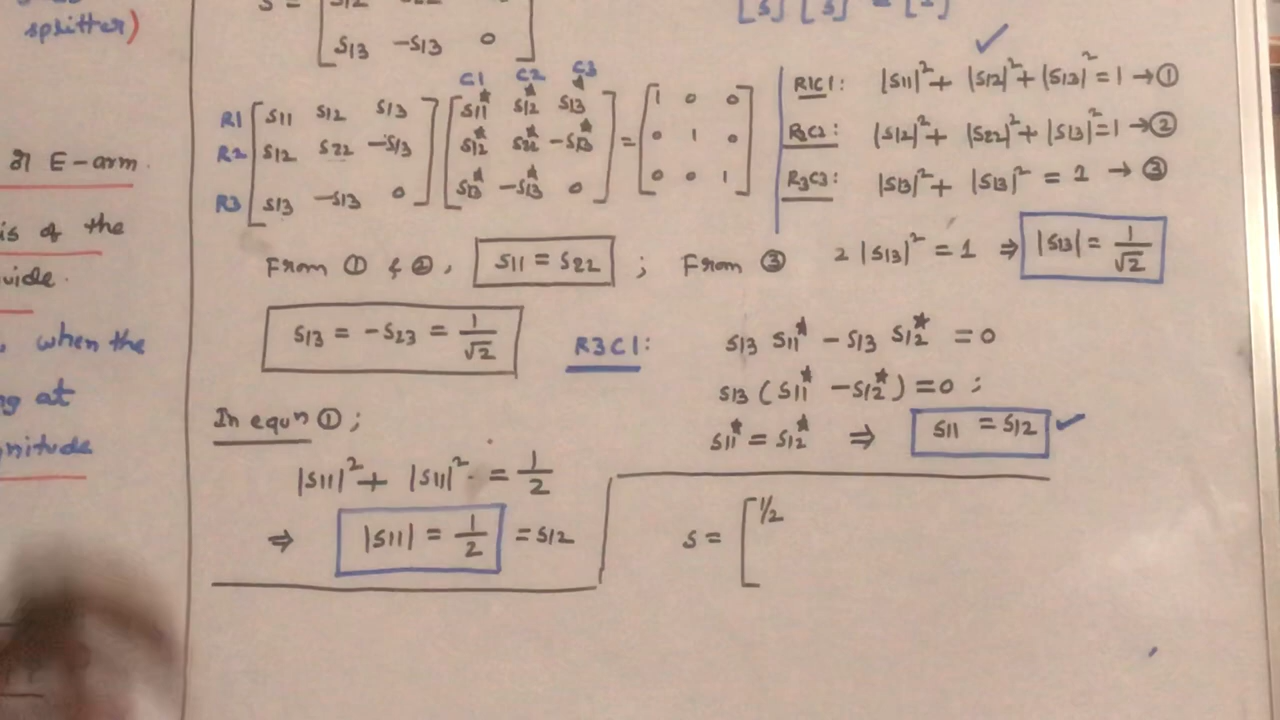 splitter)
S = [S12 S22 -S13
S13 -S13 0]
[S] [S] = [I]
of E-arm.
is of the
uide.
, when the
ng at
nitude
C1 C2 C3
R1 [S11 S12 S13] [S11* S12* S13*] = [1 0 0]
R2 [S12 S22 -S13] [S12* S22* -S13*] [0 1 0]
R3 [S13 -S13 0] [S13* -S13* 0] [0 0 1]
R1C1: |S11|² + |S12|² + |S13|² = 1 → ①
R2C2: |S12|² + |S22|² + |S13|² = 1 → ②
R3C3: |S13|² + |S13|² = 1 → ③
From ① & ②, S11 = S22 ; From ③ 2 |S13|² = 1 ⇒ |S13| = 1/√2
S13 = -S23 = 1/√2
R3C1: S13 S11* - S13 S12* = 0
S13 (S11* - S12*) = 0 ;
S11* = S12* ⇒ S11 = S12 ✓
In equn ① ;
|S11|² + |S11|² = 1/2
⇒ |S11| = 1/2 = S12
S = [1/2